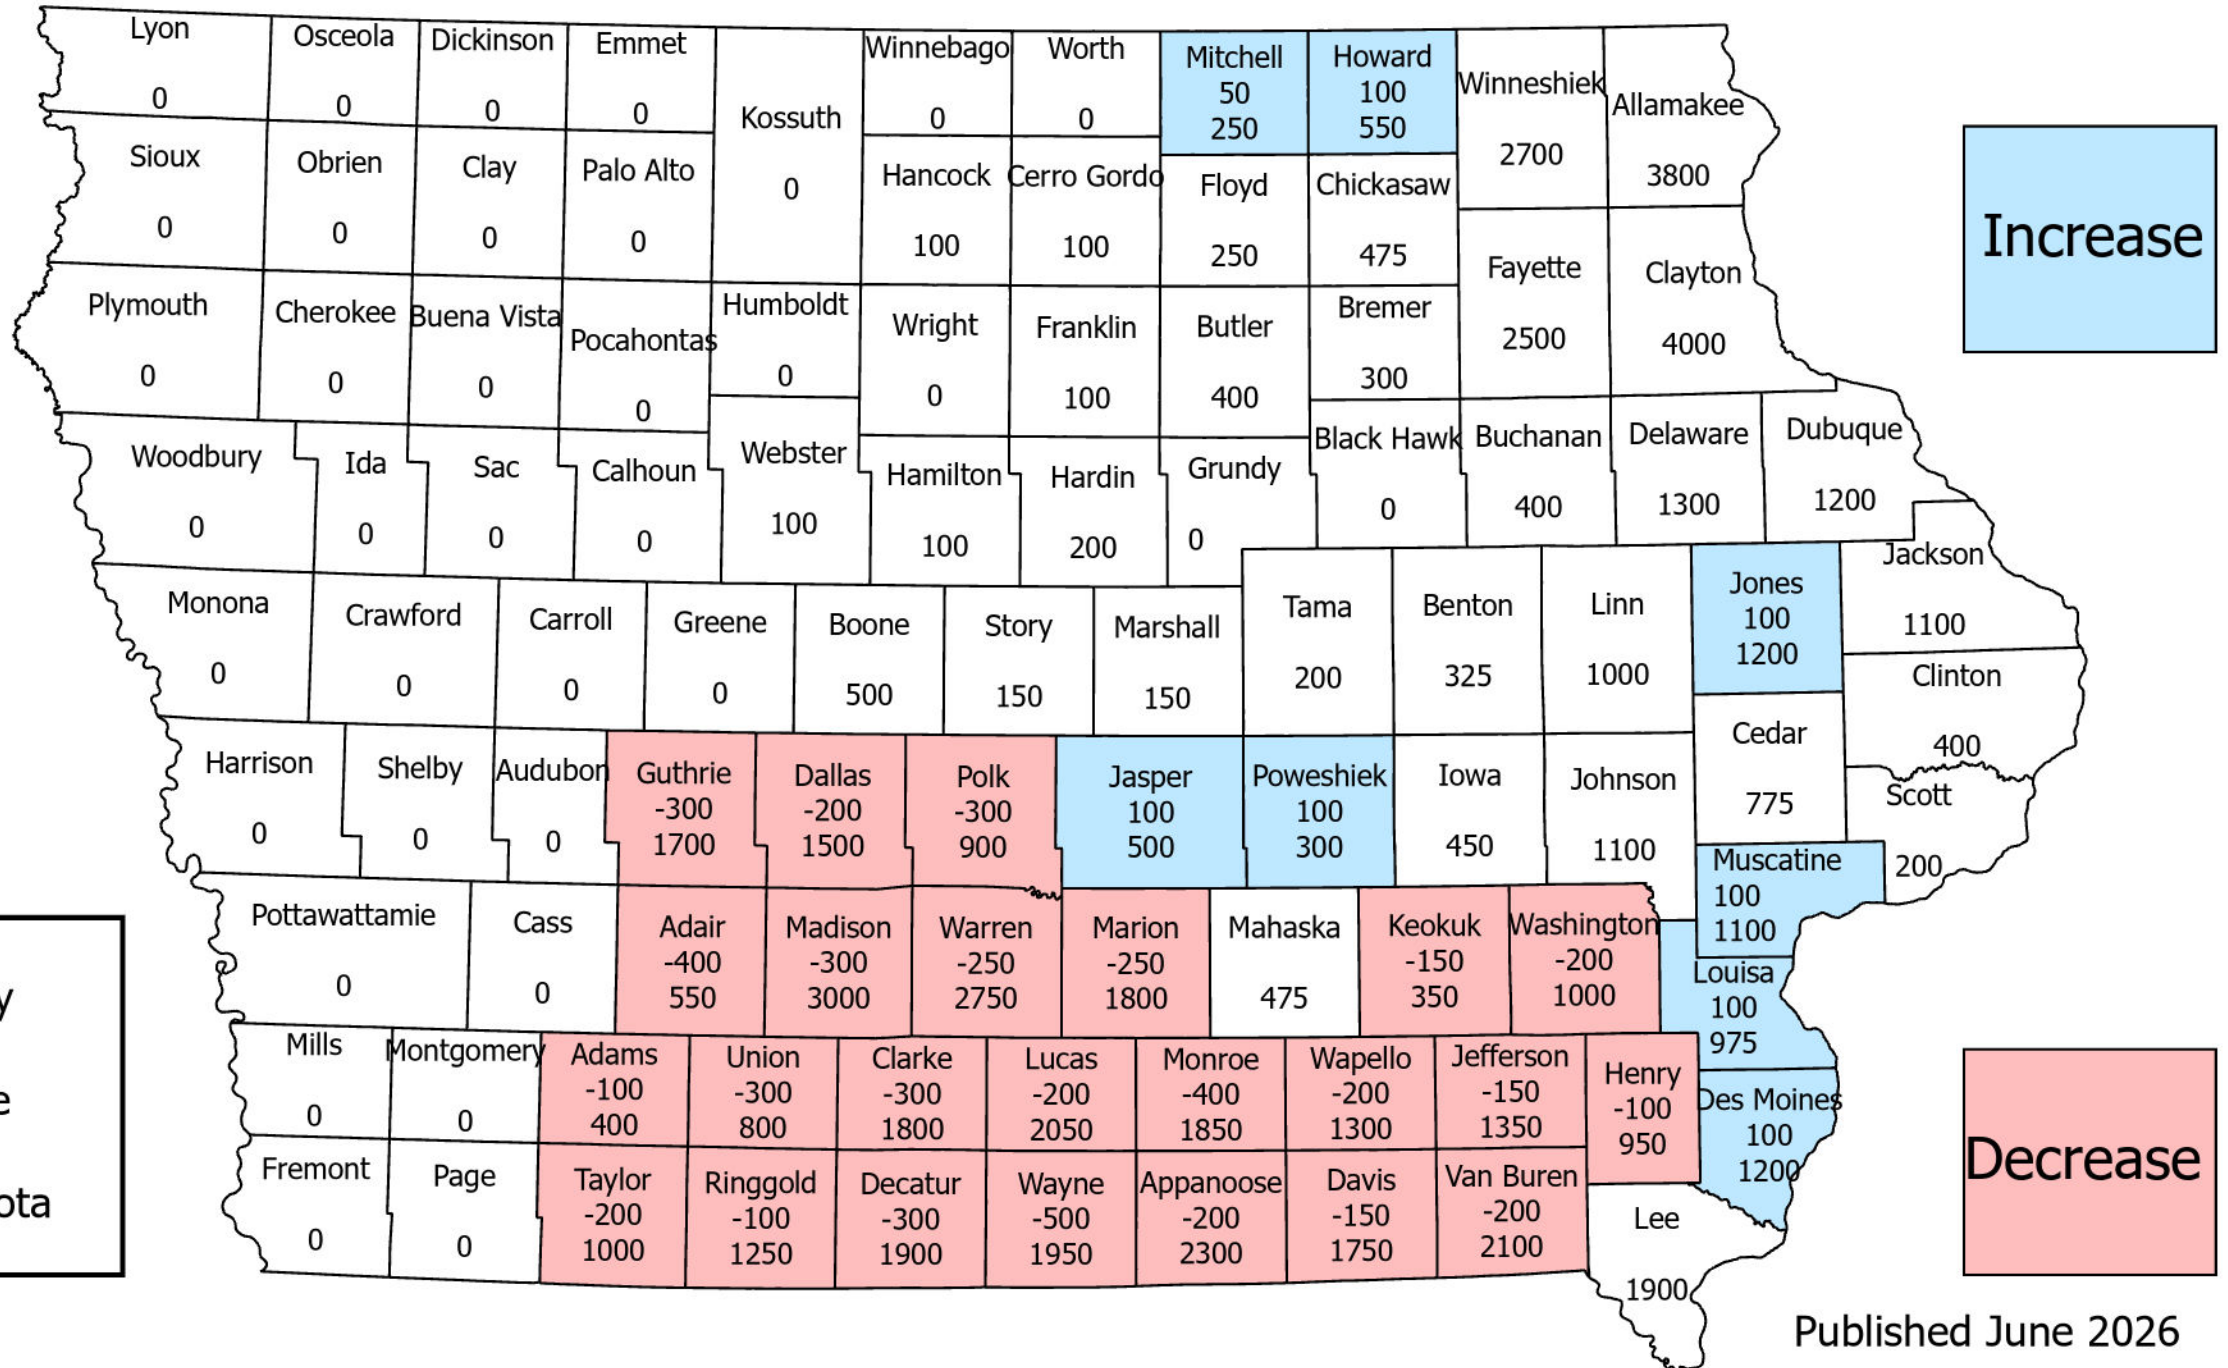 Lyon
0
Osceola
0
Dickinson
0
Emmet
0
Kossuth
0
Winnebago
0
Worth
0
Mitchell
50
250
Howard
100
550
Winneshiek
2700
Allamakee
3800
Sioux
0
Obrien
0
Clay
0
Palo Alto
0
Hancock
100
Cerro Gordo
100
Floyd
250
Chickasaw
475
Fayette
2500
Clayton
4000
Increase
Plymouth
0
Cherokee
0
Buena Vista
0
Pocahontas
0
Humboldt
0
Wright
0
Franklin
100
Butler
400
Bremer
300
Woodbury
0
Ida
0
Sac
0
Calhoun
0
Webster
100
Hamilton
100
Hardin
200
Grundy
0
Black Hawk
0
Buchanan
400
Delaware
1300
Dubuque
1200
Monona
0
Crawford
0
Carroll
0
Greene
0
Boone
500
Story
150
Marshall
150
Tama
200
Benton
325
Linn
1000
Jones
100
1200
Jackson
1100
Clinton
400
Harrison
0
Shelby
0
Audubon
0
Guthrie
-300
1700
Dallas
-200
1500
Polk
-300
900
Jasper
100
500
Poweshiek
100
300
Iowa
450
Johnson
1100
Cedar
775
Scott
200
Muscatine
100
1100
Pottawattamie
0
Cass
0
Adair
-400
550
Madison
-300
3000
Warren
-250
2750
Marion
-250
1800
Mahaska
475
Keokuk
-150
350
Washington
-200
1000
Louisa
100
975
y
e
ota
Mills
0
Montgomery
0
Adams
-100
400
Union
-300
800
Clarke
-300
1800
Lucas
-200
2050
Monroe
-400
1850
Wapello
-200
1300
Jefferson
-150
1350
Henry
-100
950
Des Moines
100
1200
Decrease
Fremont
0
Page
0
Taylor
-200
1000
Ringgold
-100
1250
Decatur
-300
1900
Wayne
-500
1950
Appanoose
-200
2300
Davis
-150
1750
Van Buren
-200
2100
Lee
1900
Published June 2026